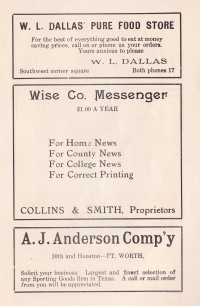 W. L. DALLAS' PURE FOOD STORE
For the best of everything good to eat at money
saving prices, call on or phone us your orders.
Yours anxious to please
W. L. DALLAS
Southwest corner square Both phones 17
Wise Co. Messenger
$1.00 A YEAR
For Home News
For County News
For College News
For Correct Printing
COLLINS & SMITH, Proprietors
A. J. Anderson Comp'y
10th and Houston—FT. WORTH,
Solicit your business. Largest and finest selection of
any Sporting Goods firm in Texas. A call or mail order
from you will be appreciated.